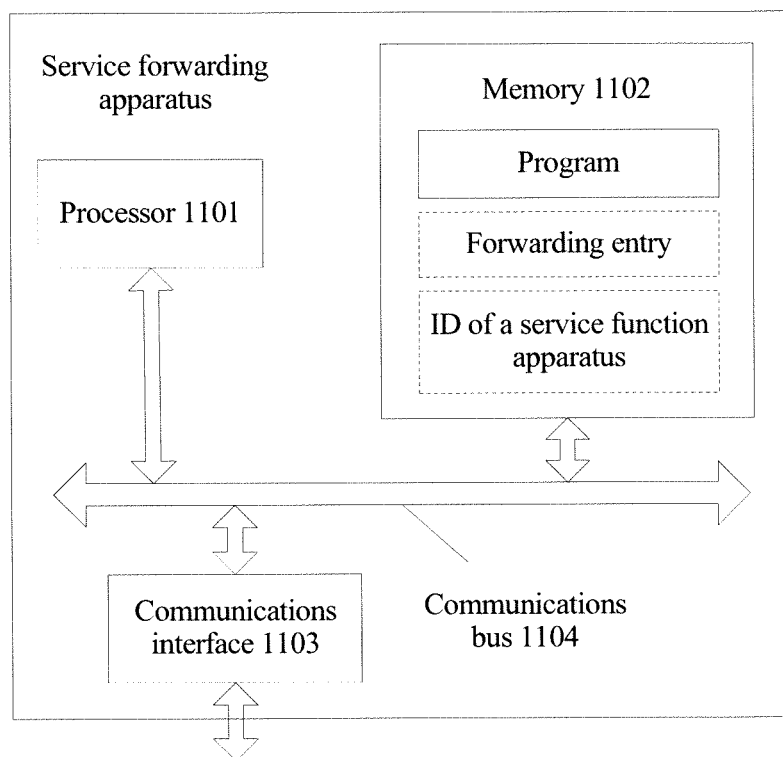 Service forwarding
apparatus
Memory 1102
Program
Processor 1101
Forwarding entry
ID of a service function
apparatus
Communications
interface 1103
Communications
bus 1104